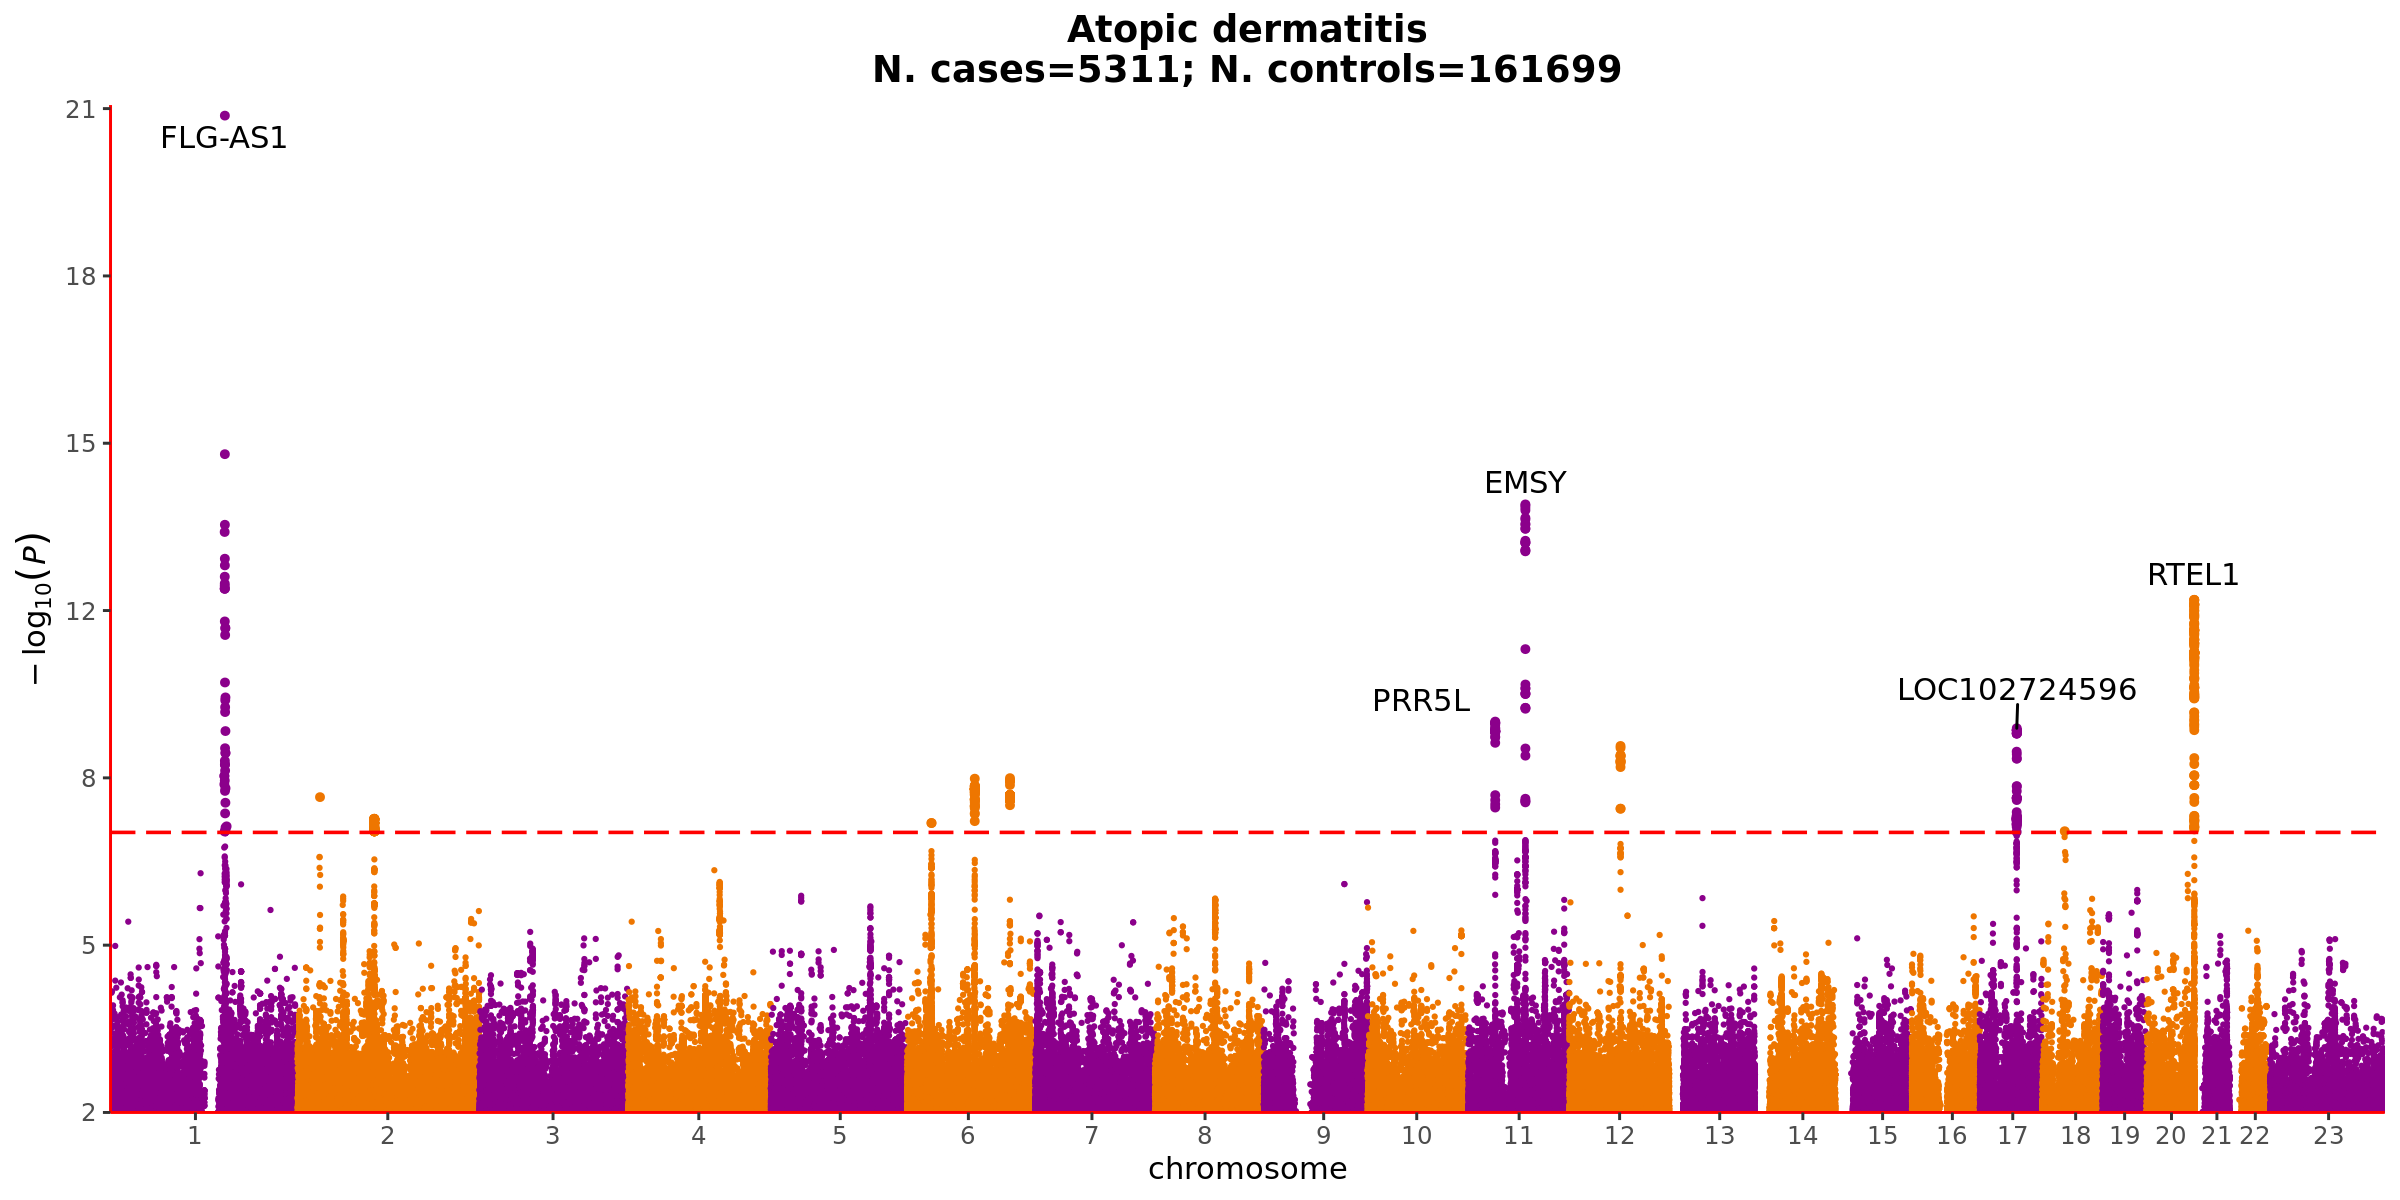 Atopic dermatitis
N. cases=5311; N. controls=161699
21
18
15
12
8
5
2
−log10(P)
FLG-AS1
EMSY
RTEL1
PRR5L
LOC102724596
1 2 3 4 5 6 7 8 9 10 11 12 13 14 15 16 17 18 19 20 21 22 23
chromosome